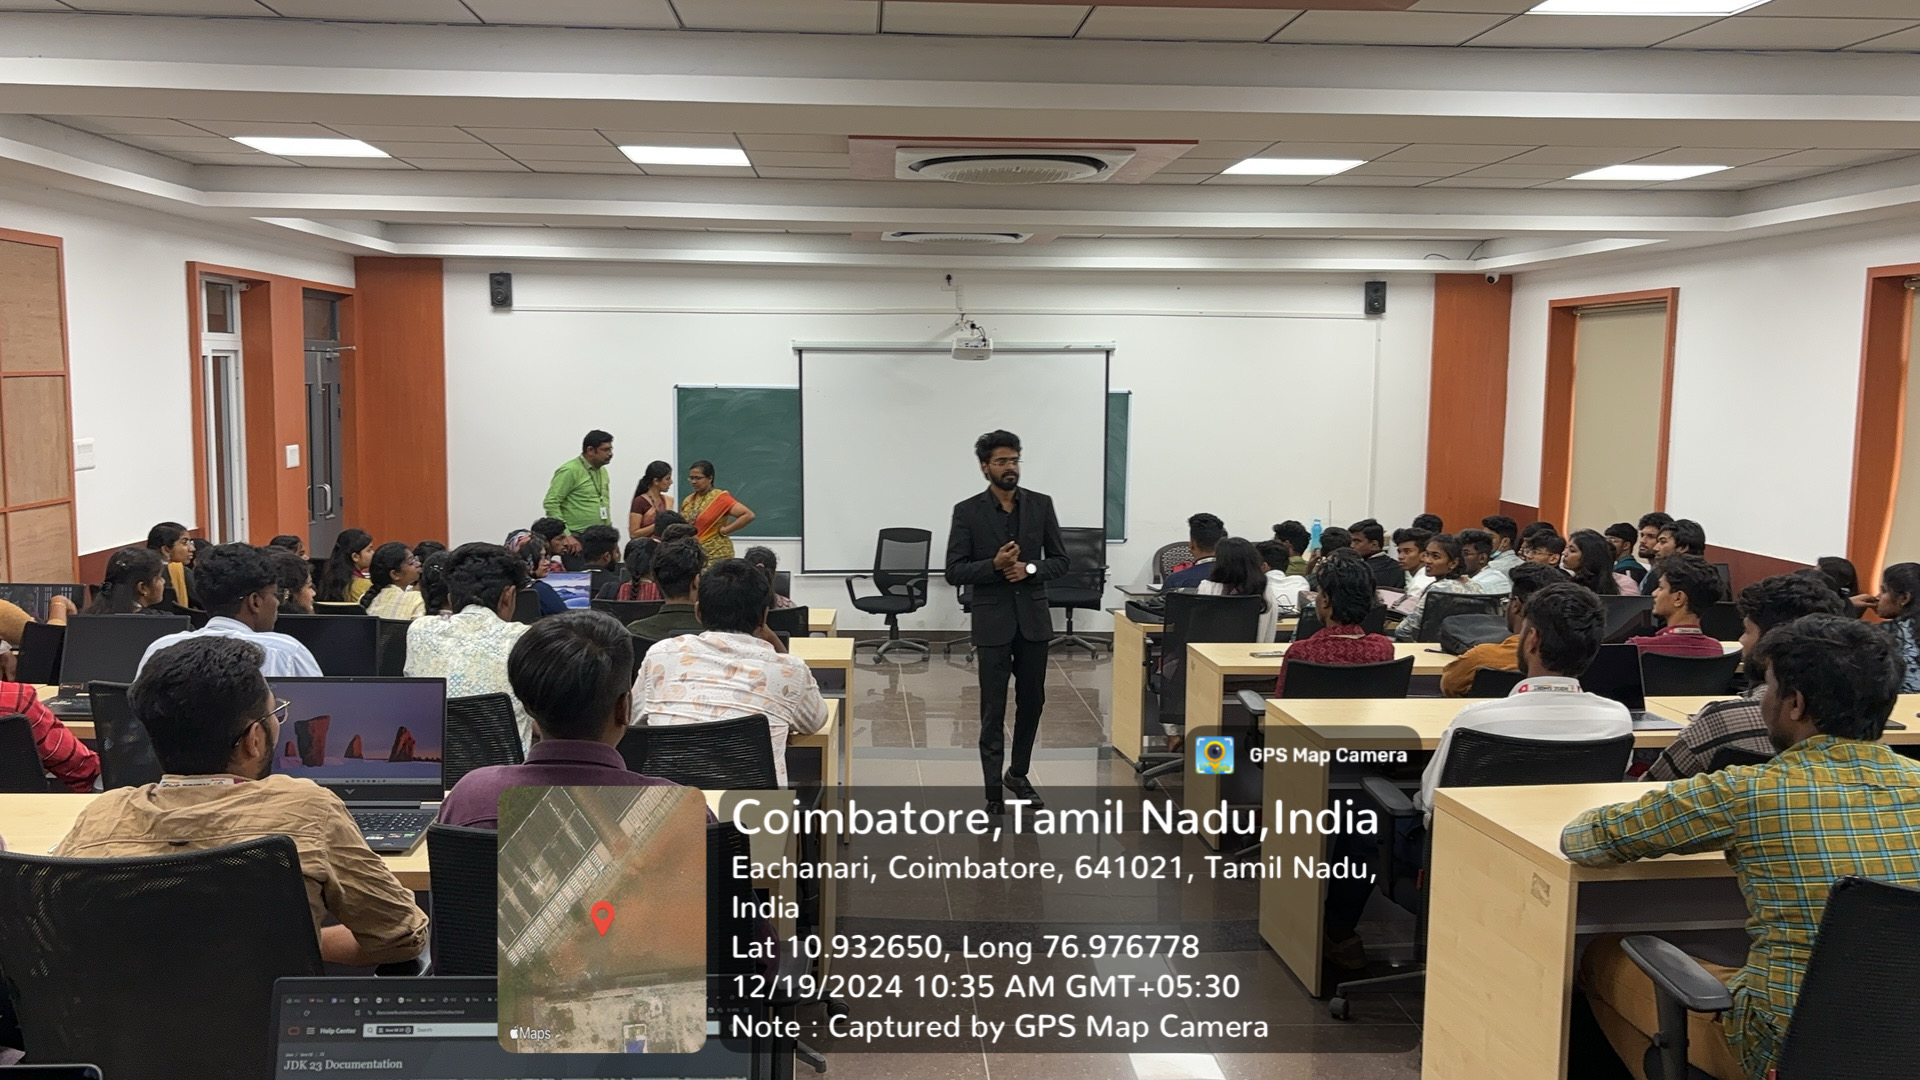 GPS Map Camera
Coimbatore,Tamil Nadu,India
Eachanari, Coimbatore, 641021, Tamil Nadu,
India
Lat 10.932650, Long 76.976778
12/19/2024 10:35 AM GMT+05:30
Note : Captured by GPS Map Camera
Maps
Help Center
Search
JDK 23 Documentation